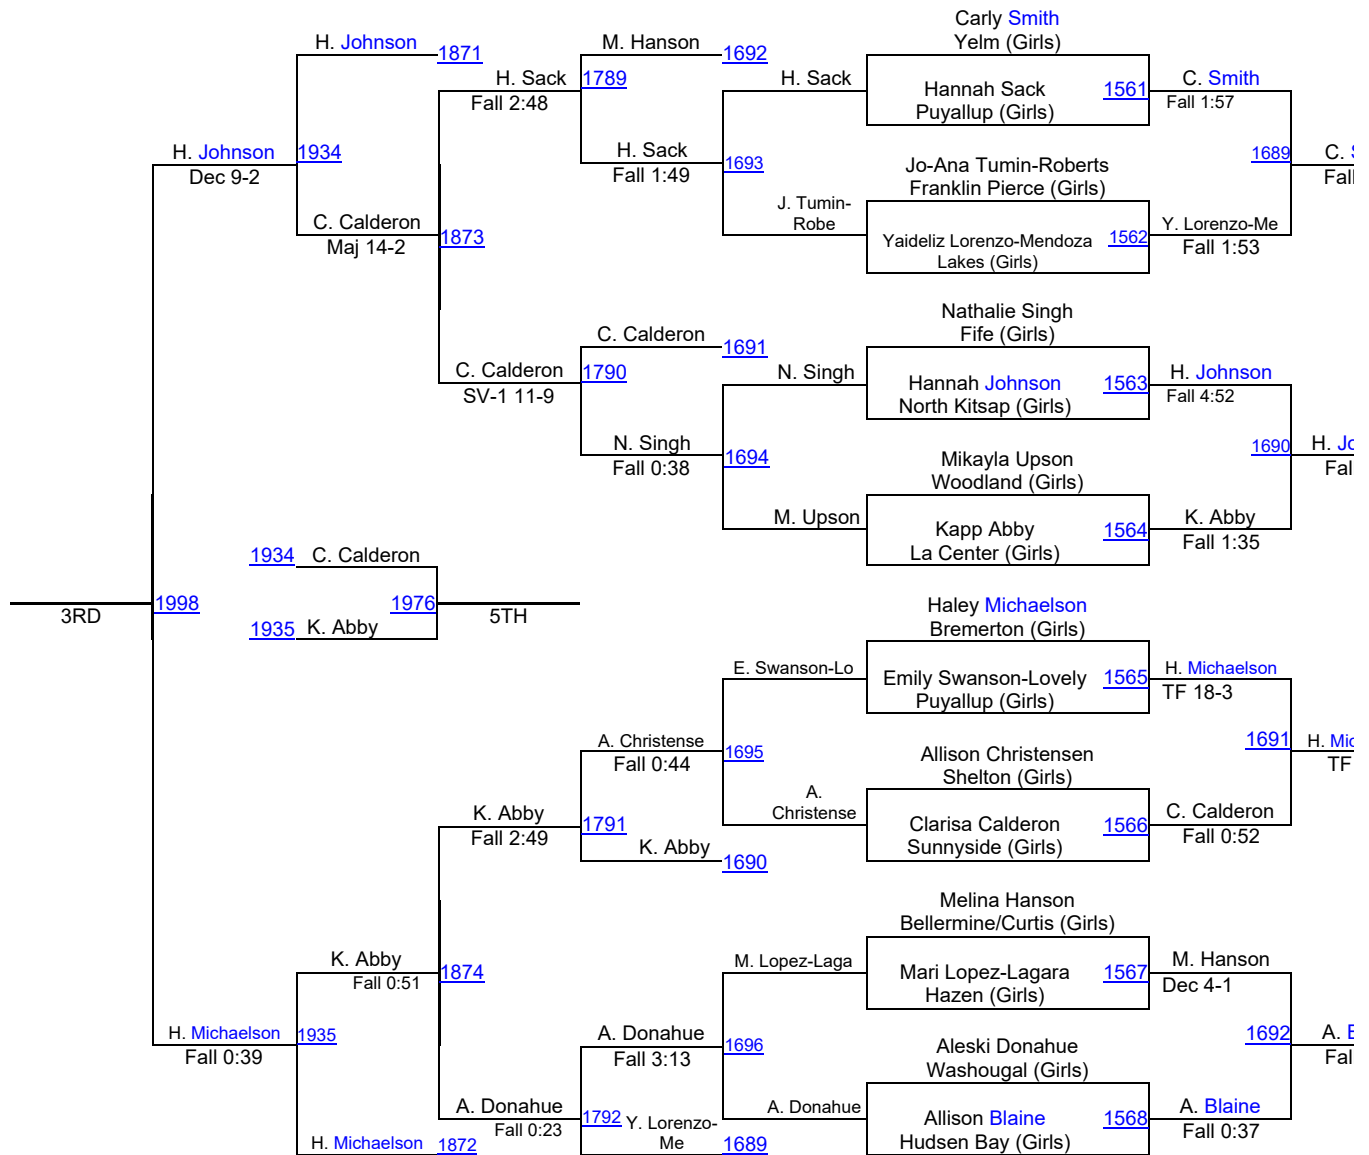 Carly Smith
Yelm (Girls)
H. Johnson
1871
M. Hanson
1692
H. Sack
Fall 2:48
1789
H. Sack
Hannah Sack
Puyallup (Girls)
1561
C. Smith
Fall 1:57
H. Johnson
Dec 9-2
1934
H. Sack
Fall 1:49
1693
Jo-Ana Tumin-Roberts
Franklin Pierce (Girls)
1689
C. S
Fall
C. Calderon
Maj 14-2
1873
J. Tumin-
Robe
Yaideliz Lorenzo-Mendoza
Lakes (Girls)
1562
Y. Lorenzo-Me
Fall 1:53
Nathalie Singh
Fife (Girls)
C. Calderon
1691
C. Calderon
SV-1 11-9
1790
N. Singh
Hannah Johnson
North Kitsap (Girls)
1563
H. Johnson
Fall 4:52
N. Singh
Fall 0:38
1694
Mikayla Upson
Woodland (Girls)
1690
H. Jo
Fal
M. Upson
Kapp Abby
La Center (Girls)
1564
K. Abby
Fall 1:35
1934
C. Calderon
3RD
1998
1976
5TH
1935
K. Abby
Haley Michaelson
Bremerton (Girls)
E. Swanson-Lo
Emily Swanson-Lovely
Puyallup (Girls)
1565
H. Michaelson
TF 18-3
A. Christense
Fall 0:44
1695
Allison Christensen
Shelton (Girls)
1691
H. Mic
TF
A.
Christense
K. Abby
Fall 2:49
1791
K. Abby
1690
Clarisa Calderon
Sunnyside (Girls)
1566
C. Calderon
Fall 0:52
Melina Hanson
Bellermine/Curtis (Girls)
K. Abby
Fall 0:51
1874
M. Lopez-Laga
Mari Lopez-Lagara
Hazen (Girls)
1567
M. Hanson
Dec 4-1
H. Michaelson
Fall 0:39
1935
A. Donahue
Fall 3:13
1696
Aleski Donahue
Washougal (Girls)
1692
A. B
Fal
A. Donahue
Fall 0:23
1792
Y. Lorenzo-
Me
1689
A. Donahue
Allison Blaine
Hudsen Bay (Girls)
1568
A. Blaine
Fall 0:37
H. Michaelson
1872